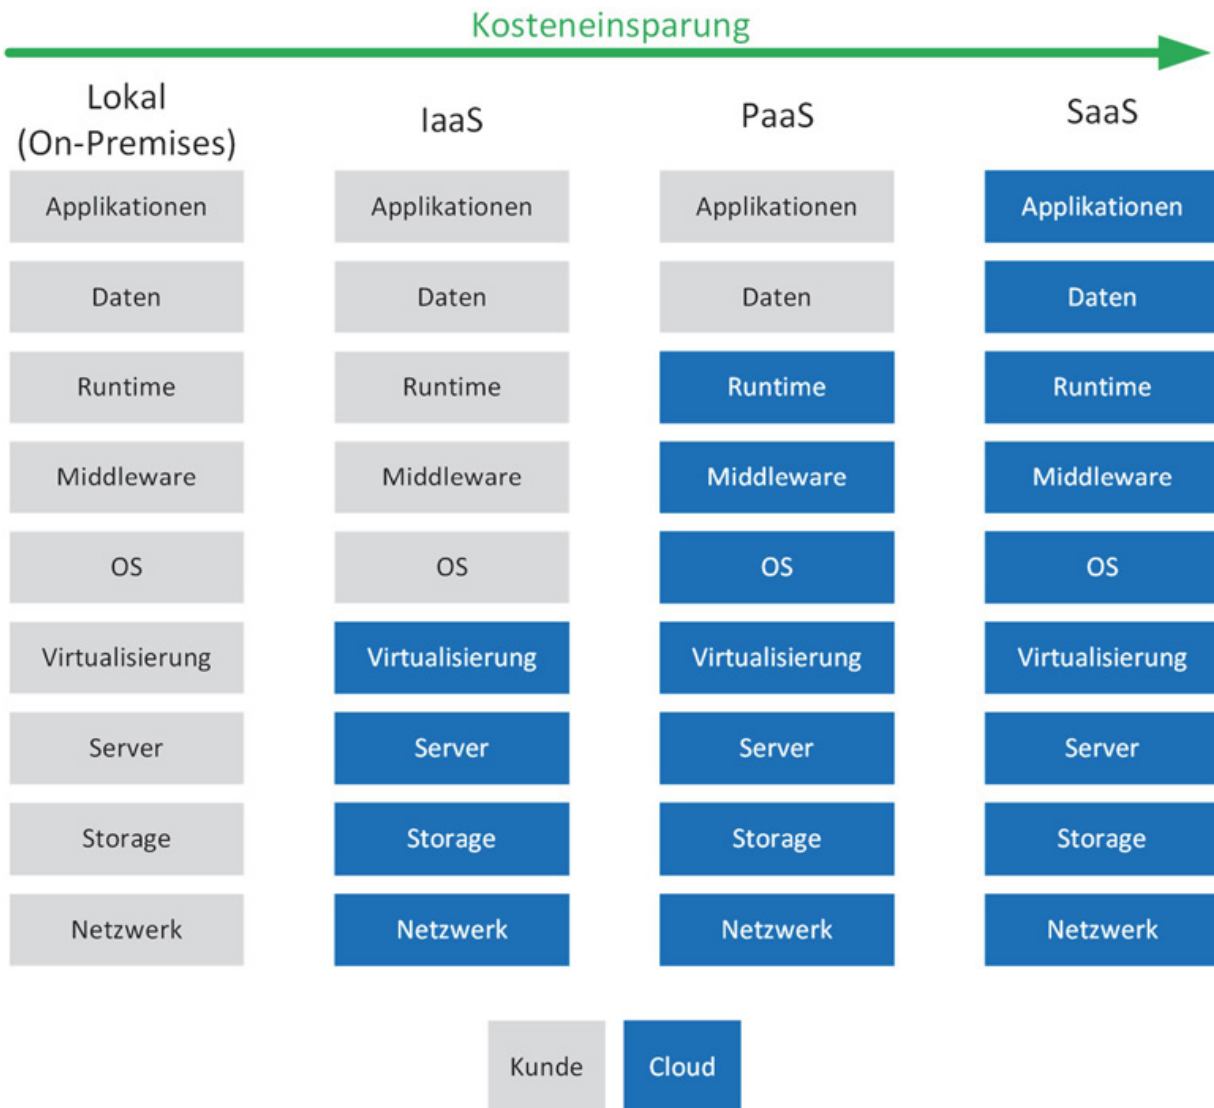 Kosteneinsparung
Lokal
(On-Premises)
IaaS
PaaS
SaaS
Applikationen
Applikationen
Applikationen
Applikationen
Daten
Daten
Daten
Daten
Runtime
Runtime
Runtime
Runtime
Middleware
Middleware
Middleware
Middleware
OS
OS
OS
OS
Virtualisierung
Virtualisierung
Virtualisierung
Virtualisierung
Server
Server
Server
Server
Storage
Storage
Storage
Storage
Netzwerk
Netzwerk
Netzwerk
Netzwerk
Kunde
Cloud